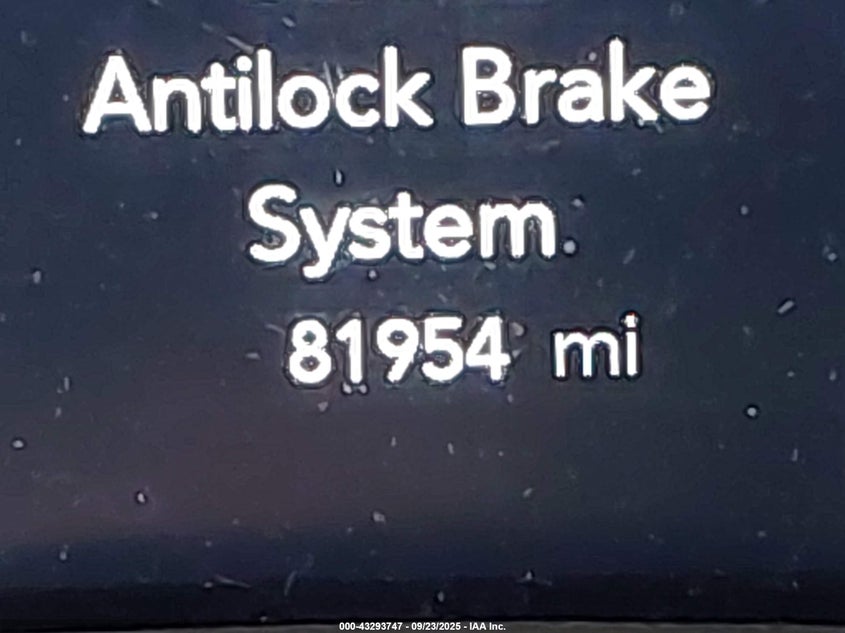 Antilock Brake
System
81954 mi
000-43293747 - 09/23/2025 - IAA Inc.